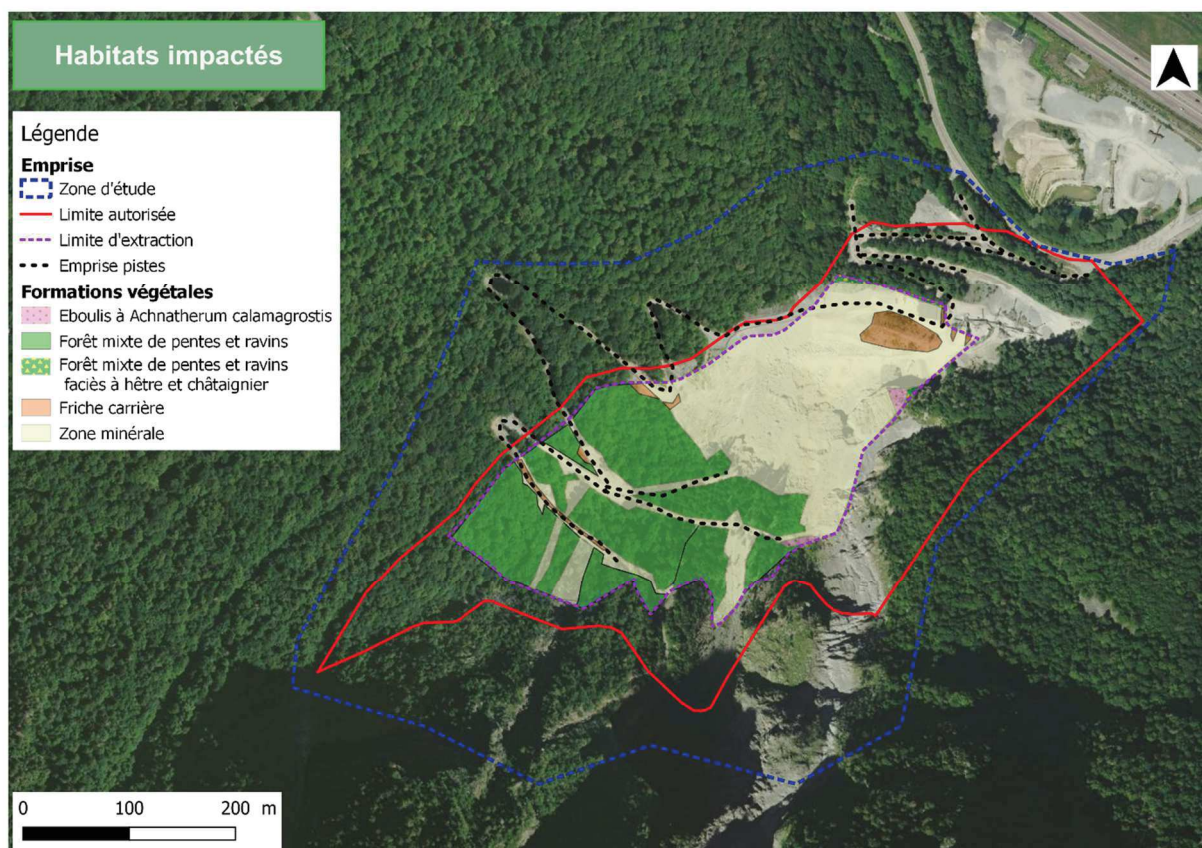 Habitats impactés
Légende
Emprise
Zone d'étude
Limite autorisée
Limite d'extraction
Emprise pistes
Formations végétales
Eboulis à Achnatherum calamagrostis
Forêt mixte de pentes et ravins
Forêt mixte de pentes et ravins
faciès à hêtre et châtaignier
Friche carrière
Zone minérale
0 100 200 m